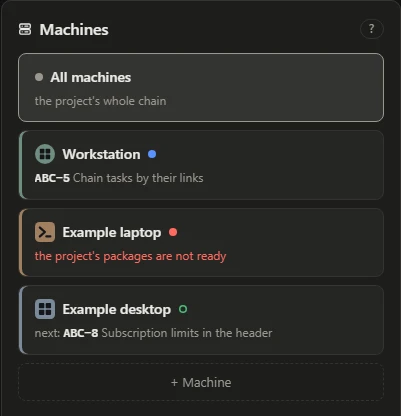 Machines
?
All machines
the project's whole chain
Workstation
ABC–5 Chain tasks by their links
Example laptop
the project's packages are not ready
Example desktop
next: ABC–8 Subscription limits in the header
+ Machine